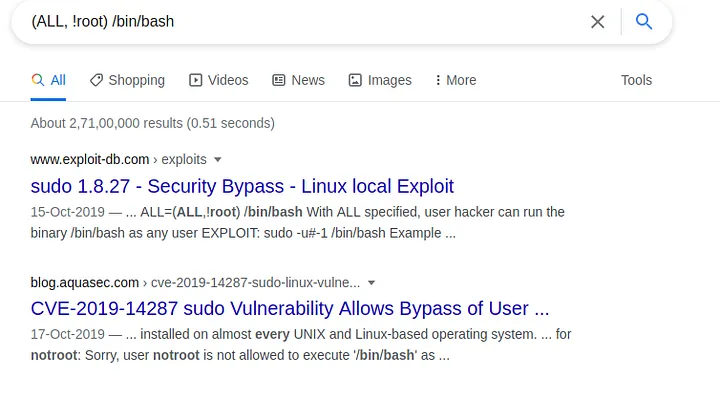 (ALL, !root) /bin/bash
All Shopping Videos News Images More Tools
About 2,71,00,000 results (0.51 seconds)
www.exploit-db.com › exploits
sudo 1.8.27 - Security Bypass - Linux local Exploit
15-Oct-2019 — ... ALL=(ALL,!root) /bin/bash With ALL specified, user hacker can run the
binary /bin/bash as any user EXPLOIT: sudo -u#-1 /bin/bash Example ...
blog.aquasec.com › cve-2019-14287-sudo-linux-vulne...
CVE-2019-14287 sudo Vulnerability Allows Bypass of User ...
17-Oct-2019 — ... installed on almost every UNIX and Linux-based operating system. ... for
notroot: Sorry, user notroot is not allowed to execute '/bin/bash' as ...